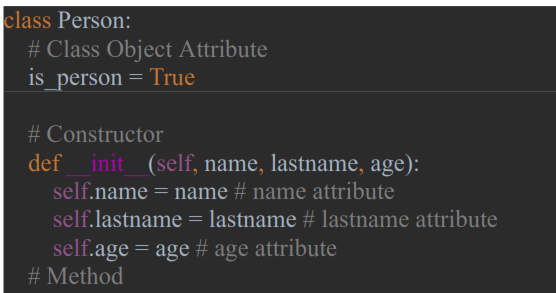 class Person:
    # Class Object Attribute
    is_person = True
    # Constructor
    def __init__(self, name, lastname, age):
        self.name = name # name attribute
        self.lastname = lastname # lastname attribute
        self.age = age # age attribute
    # Method